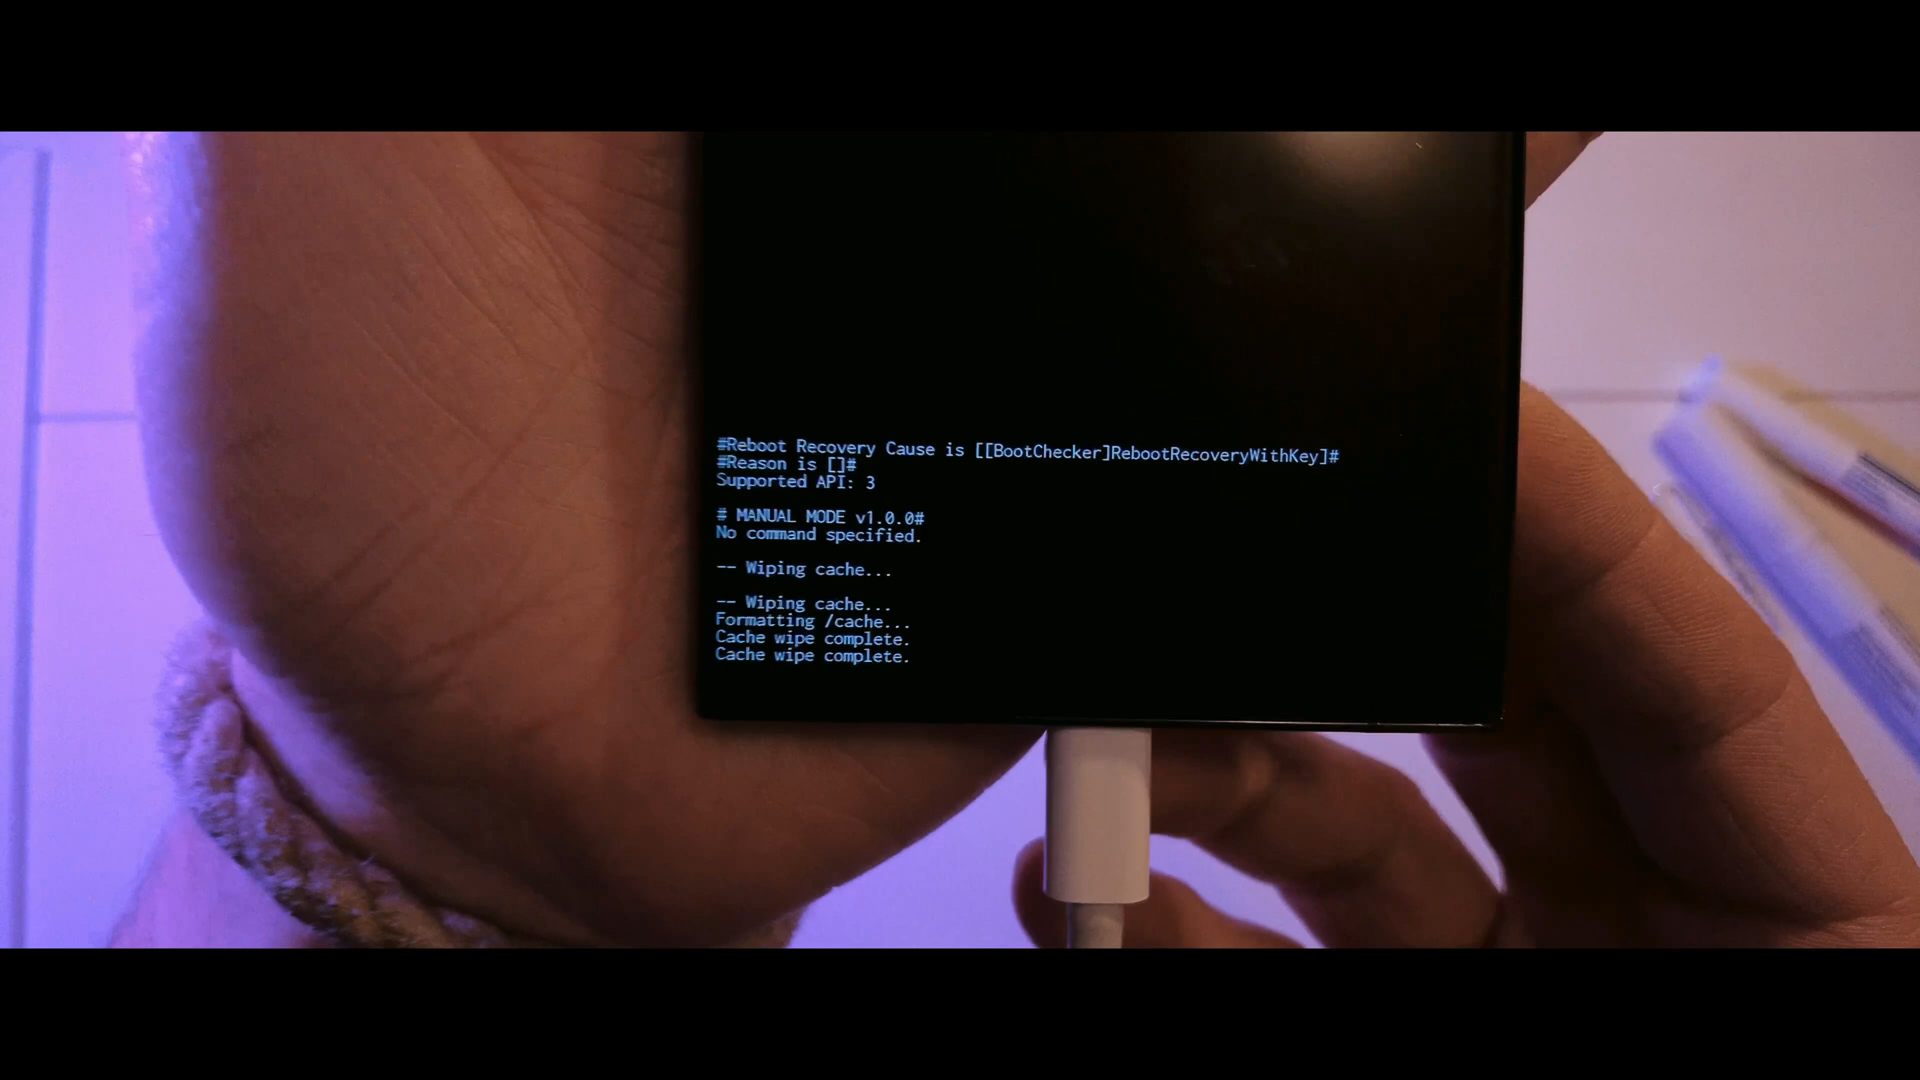 #Reboot Recovery Cause is [[BootChecker]RebootRecoveryWithKey]#
#Reason is []#
Supported API: 3
# MANUAL MODE v1.0.0#
No command specified.
-- Wiping cache...
-- Wiping cache...
Formatting /cache...
Cache wipe complete.
Cache wipe complete.